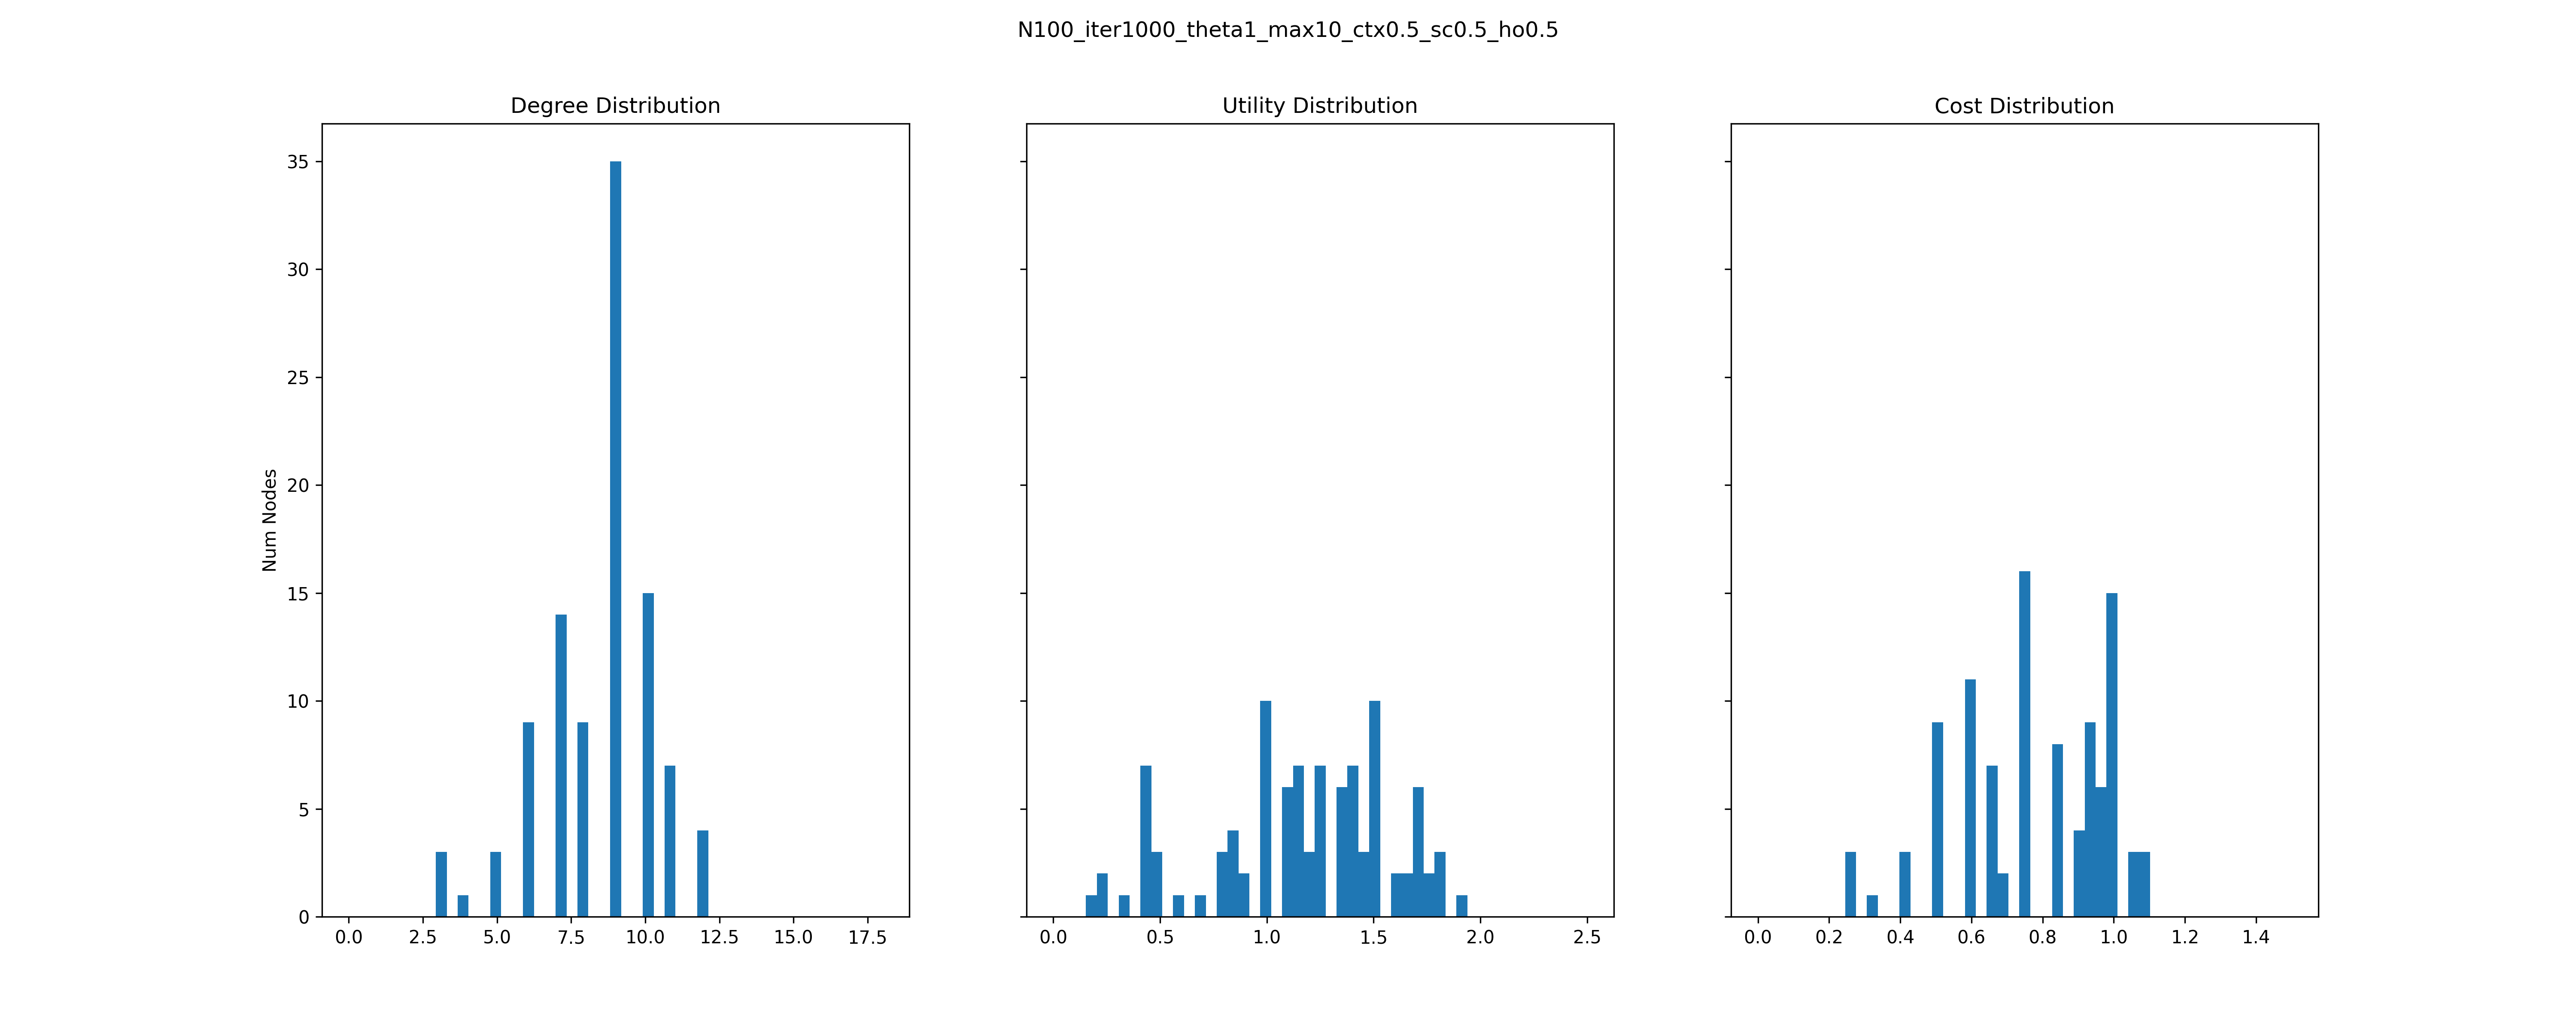 N100_iter1000_theta1_max10_ctx0.5_sc0.5_ho0.5
Degree Distribution
Utility Distribution
Cost Distribution
Num Nodes
35
30
25
20
15
10
5
0
0.0 2.5 5.0 7.5 10.0 12.5 15.0 17.5
0.0 0.5 1.0 1.5 2.0 2.5
0.0 0.2 0.4 0.6 0.8 1.0 1.2 1.4